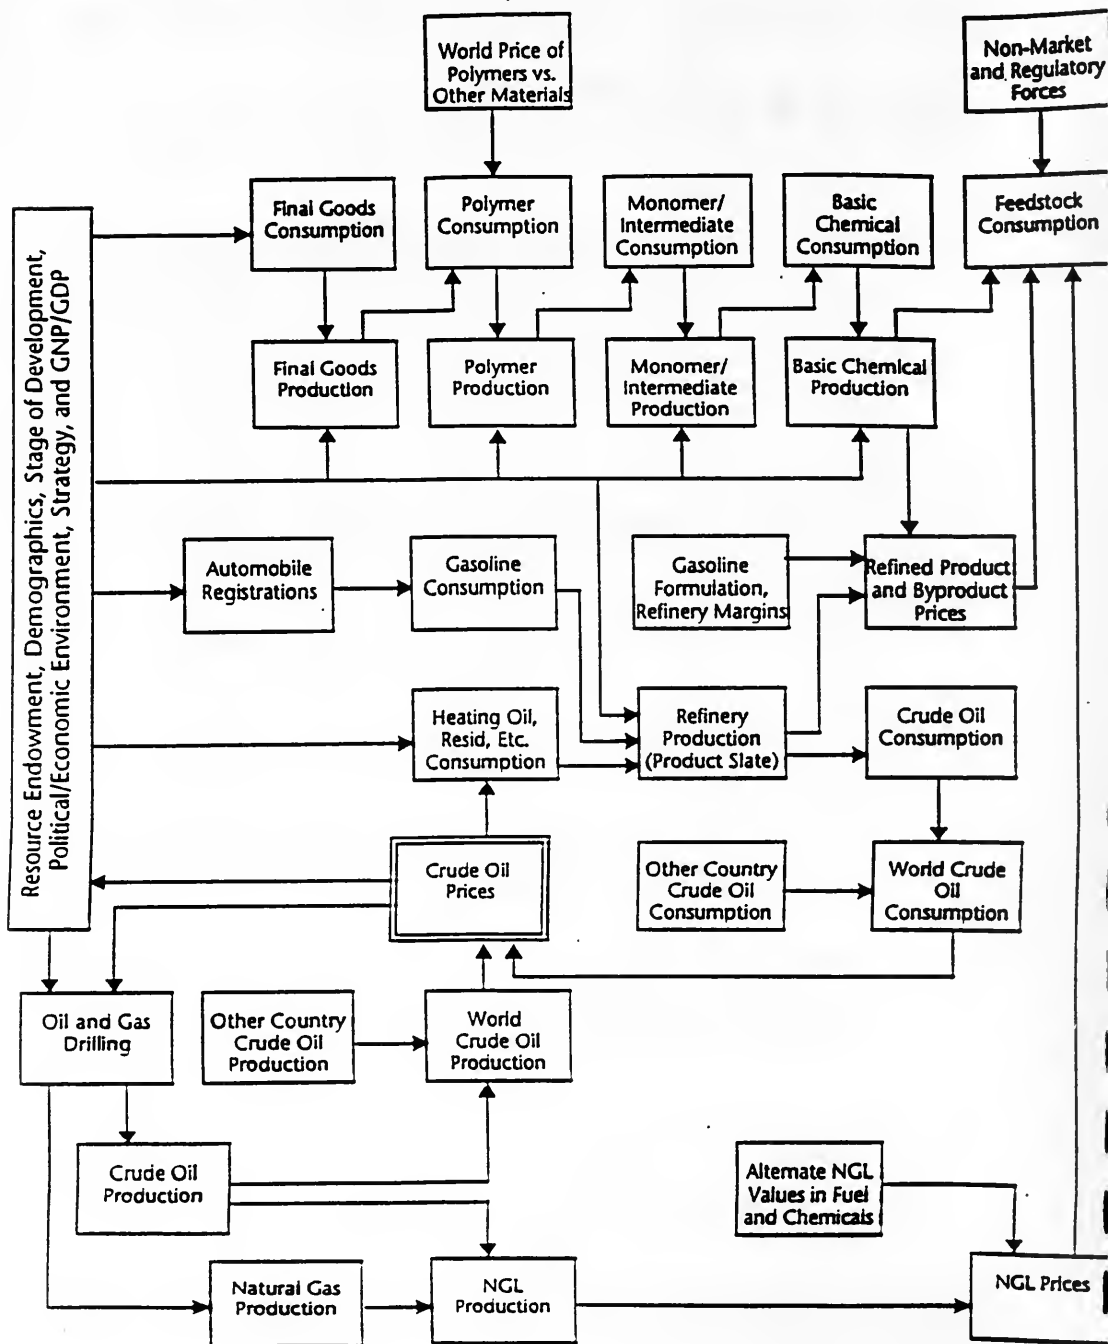 World Price of
Polymers vs.
Other Materials
Non-Market
and Regulatory
Forces
Final Goods
Consumption
Polymer
Consumption
Monomer/
Intermediate
Consumption
Basic
Chemical
Consumption
Feedstock
Consumption
Resource Endowment, Demographics, Stage of Development,
Political/Economic Environment, Strategy, and GNP/GDP
Final Goods
Production
Polymer
Production
Monomer/
Intermediate
Production
Basic Chemical
Production
Automobile
Registrations
Gasoline
Consumption
Gasoline
Formulation,
Refinery Margins
Refined Product
and Byproduct
Prices
Heating Oil,
Resid, Etc.
Consumption
Refinery
Production
(Product Slate)
Crude Oil
Consumption
Crude Oil
Prices
Other Country
Crude Oil
Consumption
World Crude
Oil
Consumption
Oil and Gas
Drilling
Other Country
Crude Oil
Production
World
Crude Oil
Production
Crude Oil
Production
Alternate NGL
Values in Fuel
and Chemicals
Natural Gas
Production
NGL
Production
NGL Prices